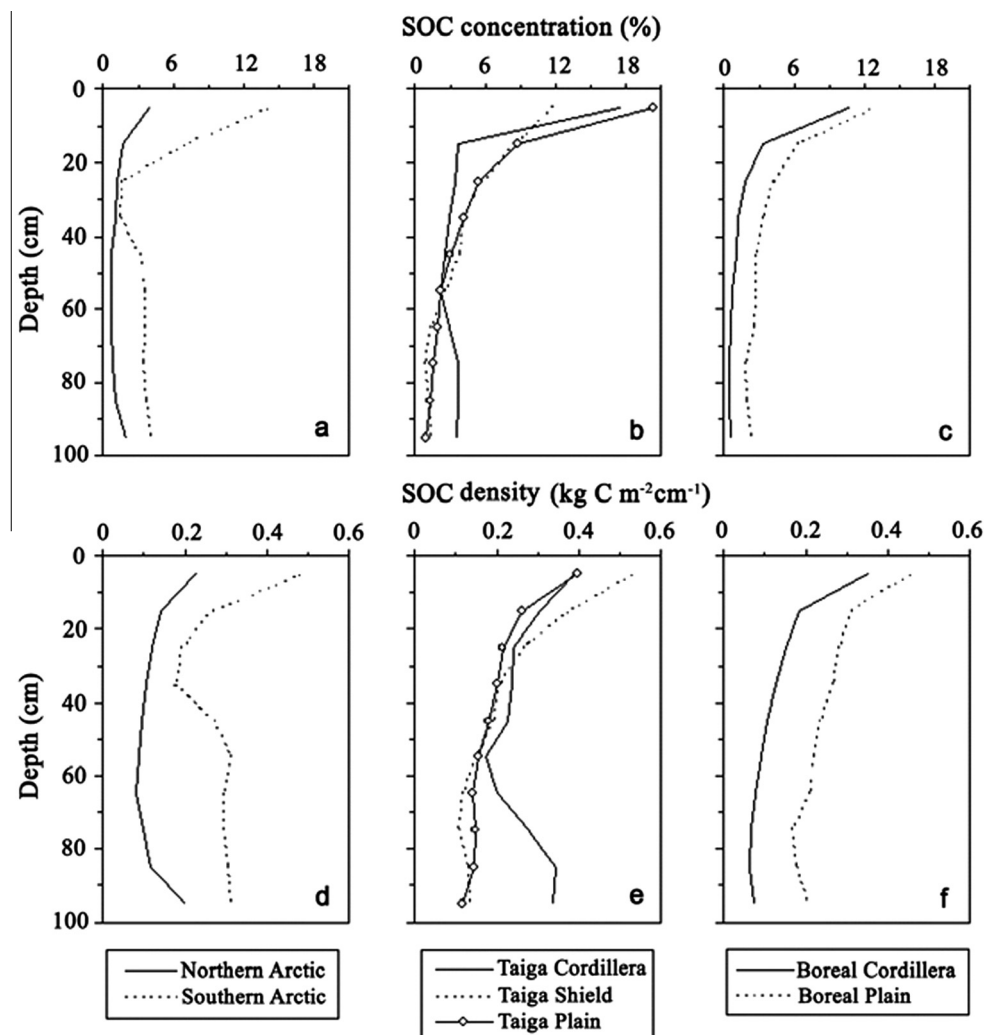 SOC concentration (%)
0 6 12 18 0 6 12 18 0 6 12 18
Depth (cm)
0
20
40
60
80
100
a
b
c
SOC density (kg C m⁻²cm⁻¹)
0 0.2 0.4 0.6 0 0.2 0.4 0.6 0 0.2 0.4 0.6
Depth (cm)
0
20
40
60
80
100
d
e
f
Northern Arctic
Southern Arctic
Taiga Cordillera
Taiga Shield
Taiga Plain
Boreal Cordillera
Boreal Plain